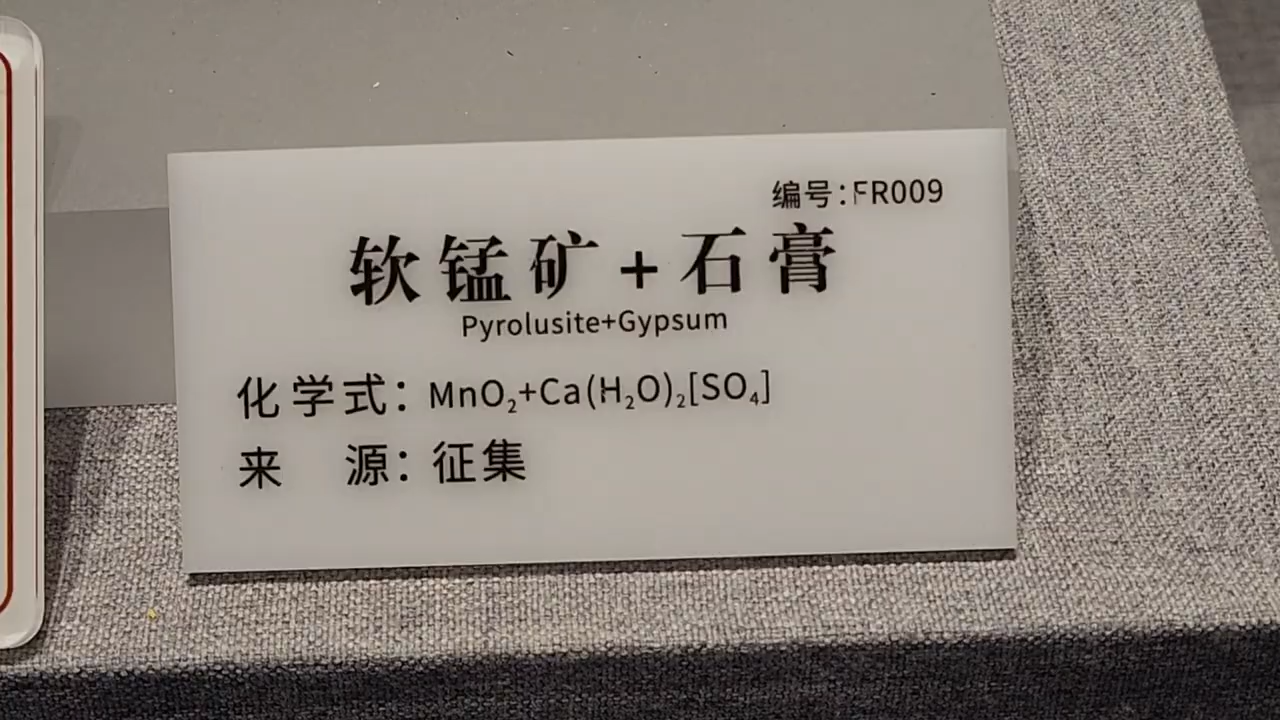 编号：FR009
软锰矿+石膏
Pyrolusite+Gypsum
化学式：MnO₂+Ca(H₂O)₂[SO₄]
来 源：征集